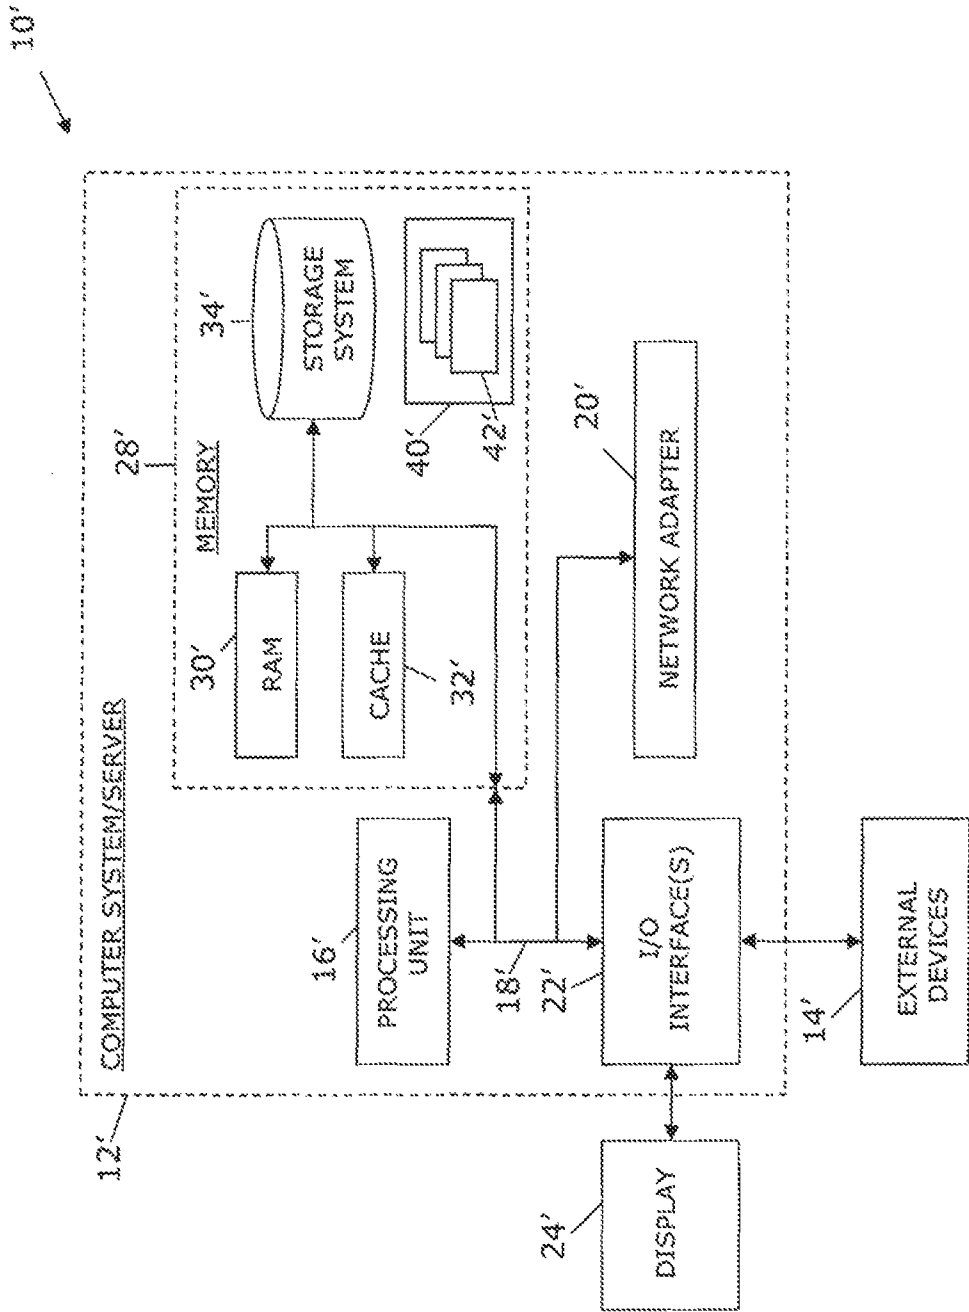 10′
COMPUTER SYSTEM/SERVER
12′
28′
MEMORY
30′
RAM
34′
STORAGE
SYSTEM
16′
PROCESSING
UNIT
32′
CACHE
40′
42′
18′
22′
I/O
INTERFACE(S)
20′
NETWORK ADAPTER
24′
DISPLAY
14′
EXTERNAL
DEVICES